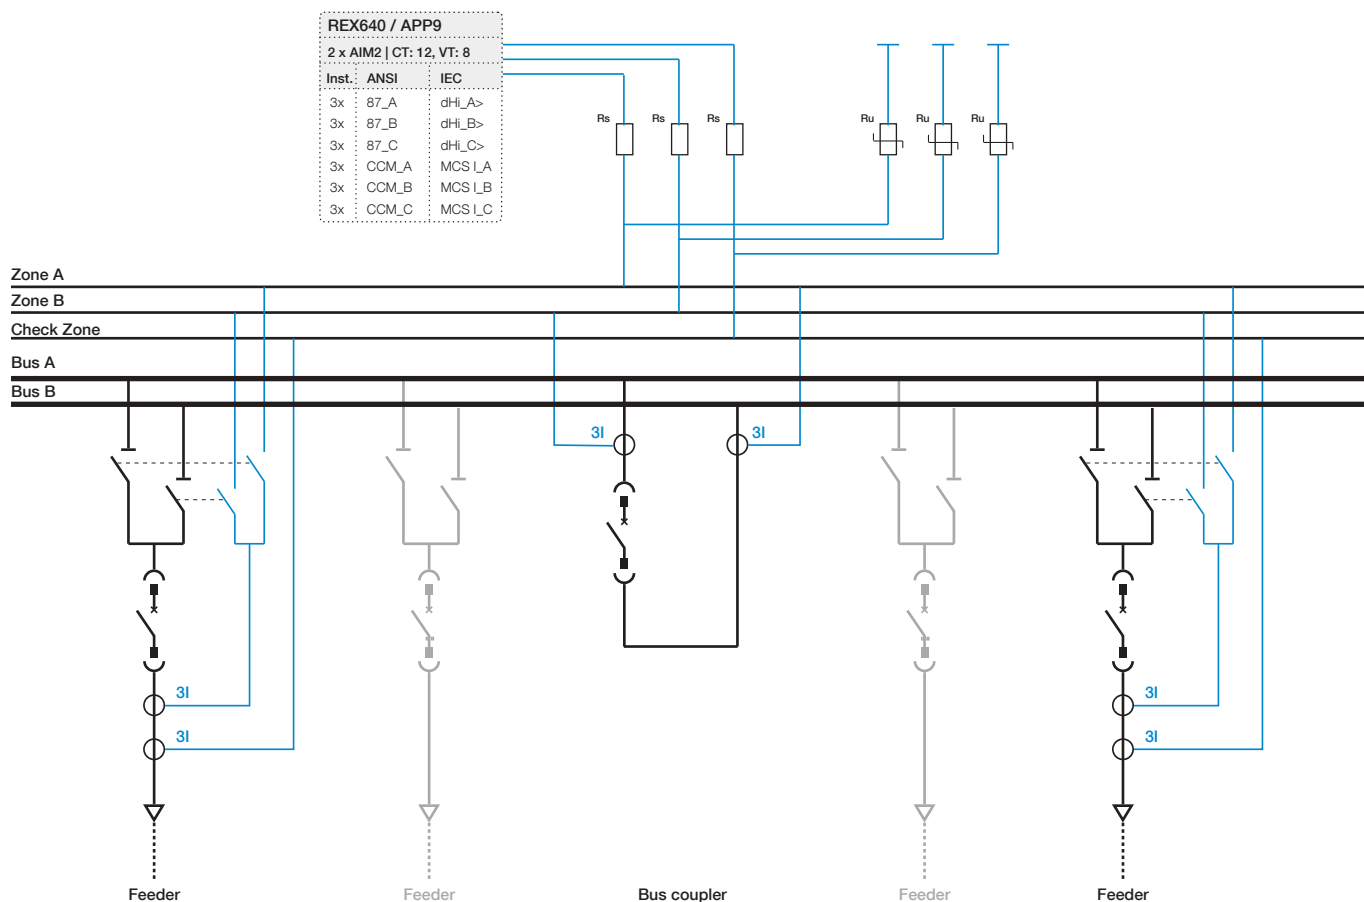 REX640 / APP9
2 x AIM2 | CT: 12, VT: 8
Inst. ANSI IEC
3x 87_A dHi_A>
3x 87_B dHi_B>
3x 87_C dHi_C>
3x CCM_A MCS I_A
3x CCM_B MCS I_B
3x CCM_C MCS I_C
Rs Rs Rs Ru Ru Ru
Zone A
Zone B
Check Zone
Bus A
Bus B
3I 3I
3I 3I
3I 3I
Feeder Feeder Bus coupler Feeder Feeder